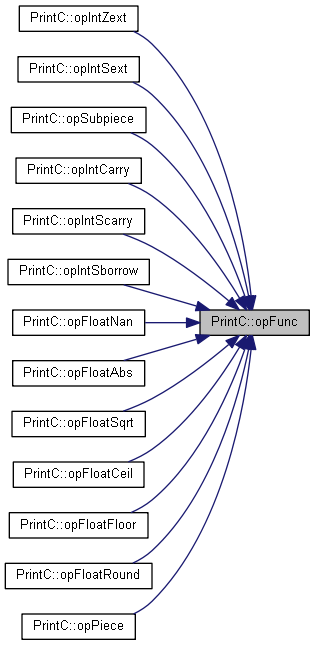 PrintC::opIntZext
PrintC::opIntSext
PrintC::opSubpiece
PrintC::opIntCarry
PrintC::opIntScarry
PrintC::opIntSborrow
PrintC::opFloatNan
PrintC::opFunc
PrintC::opFloatAbs
PrintC::opFloatSqrt
PrintC::opFloatCeil
PrintC::opFloatFloor
PrintC::opFloatRound
PrintC::opPiece